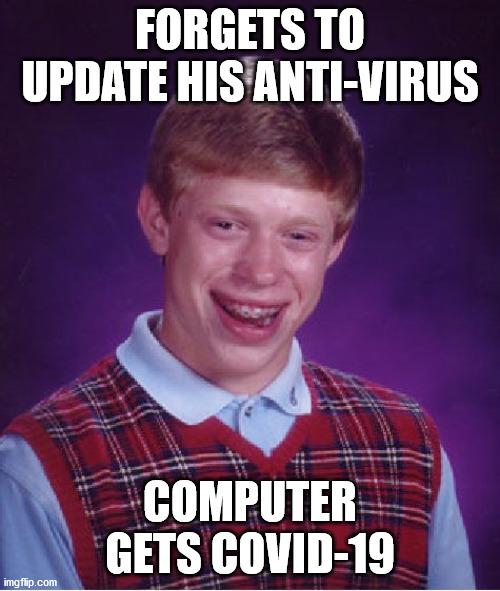 FORGETS TO
UPDATE HIS ANTI-VIRUS
COMPUTER
GETS COVID-19
imgflip.com